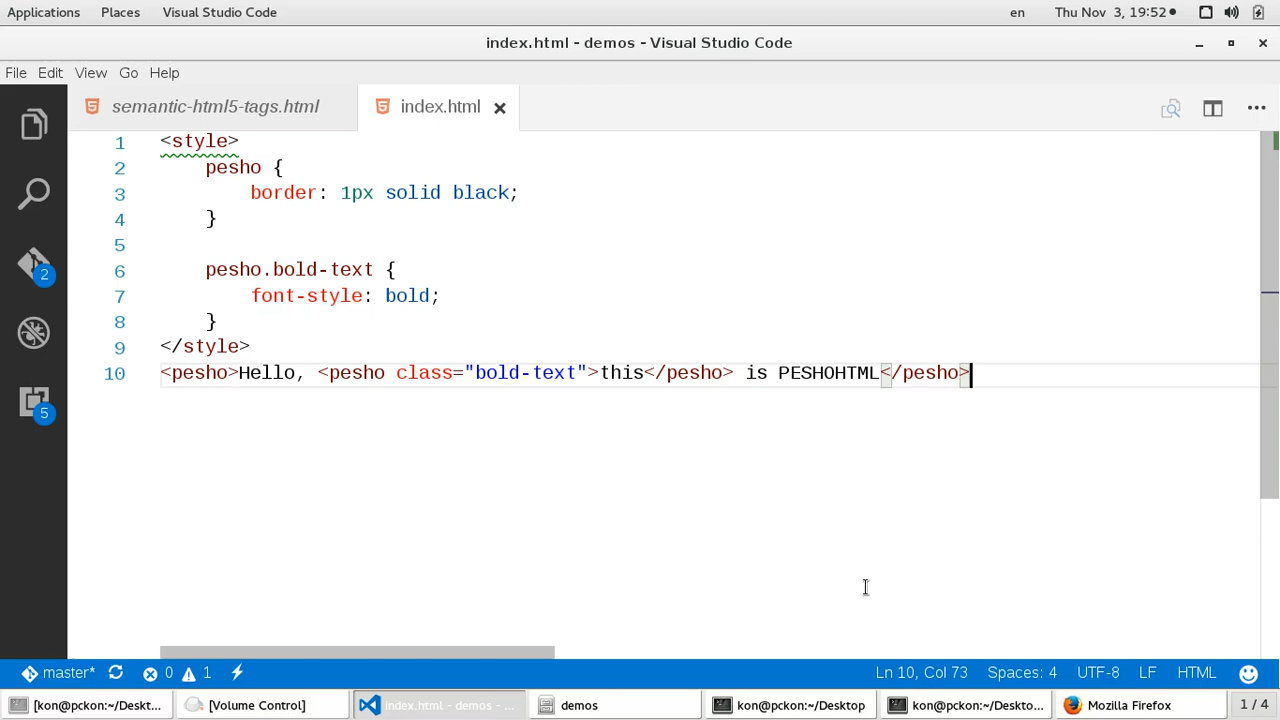 Applications Places Visual Studio Code en Thu Nov 3, 19:52
index.html - demos - Visual Studio Code
File Edit View Go Help
semantic-html5-tags.html index.html
1 <style>
2 pesho {
3 border: 1px solid black;
4 }
5
6 pesho.bold-text {
7 font-style: bold;
8 }
9 </style>
10 <pesho>Hello, <pesho class="bold-text">this</pesho> is PESHOHTML</pesho>
2
5
master* 0 1 Ln 10, Col 73 Spaces: 4 UTF-8 LF HTML
[kon@pckon:~/Deskt... [Volume Control] index.html - demos - ... demos kon@pckon:~/Desktop kon@pckon:~/Deskto... Mozilla Firefox 1 / 4